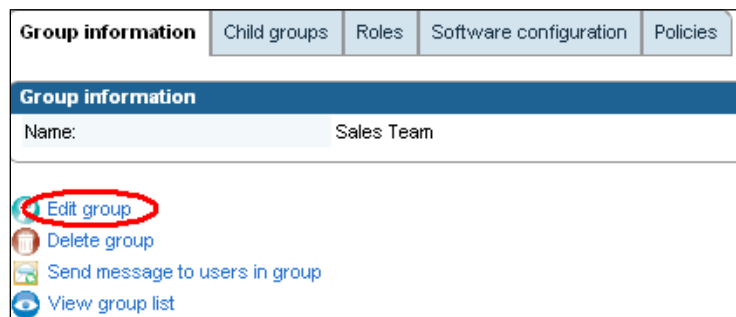 Group information Child groups Roles Software configuration Policies
Group information
Name: Sales Team
Edit group
Delete group
Send message to users in group
View group list